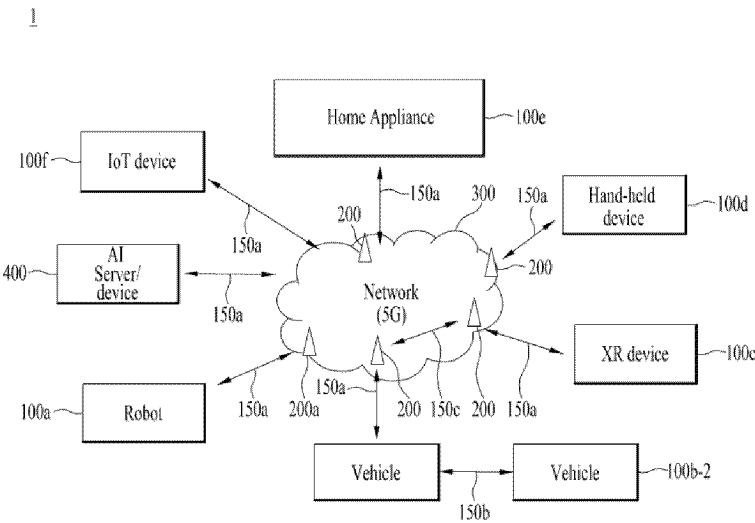 1
Home Appliance
100e
IoT device
100f
150a
150a
200
300
150a
Hand-held
device
100d
AI
Server/
device
400
150a
Network
(5G)
200
XR device
100c
Robot
100a
150a
200a
150a
200
150c
200
150a
Vehicle
150b
Vehicle
100b-2